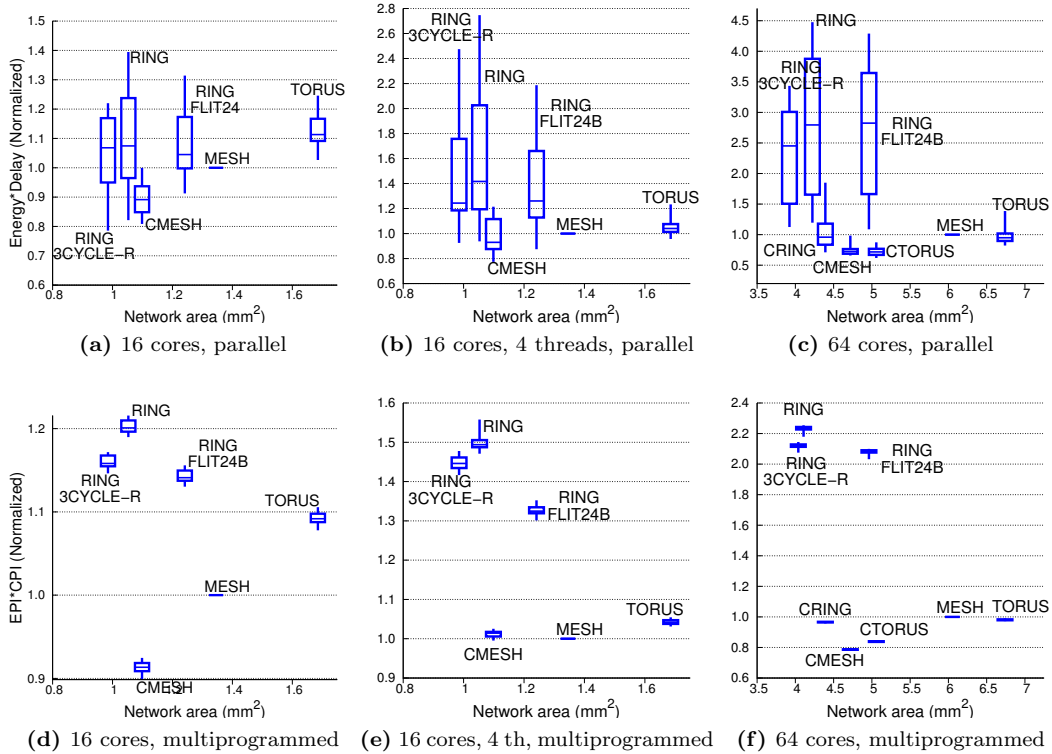 Energy*Delay (Normalized)
1.5
1.4
1.3
1.2
1.1
1.0
0.9
0.8
0.7
0.6
0.8
1
1.2
1.4
1.6
RING
RING
FLIT24
TORUS
MESH
CMESH
RING
3CYCLE-R
Network area (mm²)
(a) 16 cores, parallel
2.8
2.6
2.4
2.2
2.0
1.8
1.6
1.4
1.2
1.0
0.8
0.6
0.8
1
1.2
1.4
1.6
RING
3CYCLE-R
RING
RING
FLIT24B
TORUS
MESH
CMESH
Network area (mm²)
(b) 16 cores, 4 threads, parallel
4.5
4.0
3.5
3.0
2.5
2.0
1.5
1.0
0.5
3.5
4
4.5
5
5.5
6
6.5
7
RING
RING
3CYCLE-R
RING
FLIT24B
TORUS
MESH
CRING
CTORUS
CMESH
Network area (mm²)
(c) 64 cores, parallel
EPI*CPI (Normalized)
1.2
1.1
1.0
0.9
0.8
1
1.2
1.4
1.6
RING
RING
FLIT24B
RING
3CYCLE-R
TORUS
MESH
CMESH
Network area (mm²)
(d) 16 cores, multiprogrammed
1.6
1.5
1.4
1.3
1.2
1.1
1.0
0.9
0.8
1
1.2
1.4
1.6
RING
RING
3CYCLE-R
RING
FLIT24B
TORUS
MESH
CMESH
Network area (mm²)
(e) 16 cores, 4 th, multiprogrammed
2.4
2.2
2.0
1.8
1.6
1.4
1.2
1.0
0.8
0.6
3.5
4
4.5
5
5.5
6
6.5
7
RING
RING
3CYCLE-R
RING
FLIT24B
CRING
MESH
TORUS
CTORUS
CMESH
Network area (mm²)
(f) 64 cores, multiprogrammed